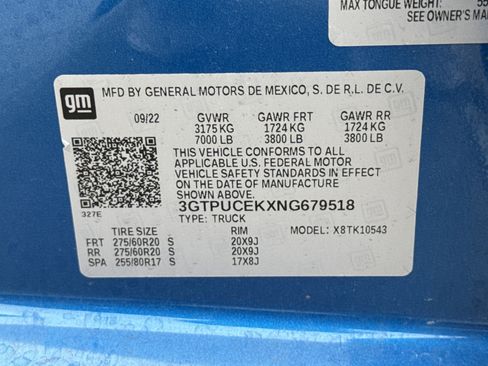 MAX TONGUE WEIGHT:
SEE OWNER'S
gm
MFD BY GENERAL MOTORS DE MEXICO, S. DE R.L. DE C.V.
09/22 GVWR GAWR FRT GAWR RR
3175 KG 1724 KG 1724 KG
7000 LB 3800 LB 3800 LB
THIS VEHICLE CONFORMS TO ALL
APPLICABLE U.S. FEDERAL MOTOR
VEHICLE SAFETY STANDARDS IN EFFECT
ON THE DATE OF MANUFACTURE
SHOWN ABOVE.
3GTPUCEKXNG679518
327E TYPE: TRUCK MODEL: X8TK10543
TIRE SIZE RIM
FRT 275/60R20 S 20X9J
RR 275/60R20 S 20X9J
SPA 255/80R17 S 17X8J